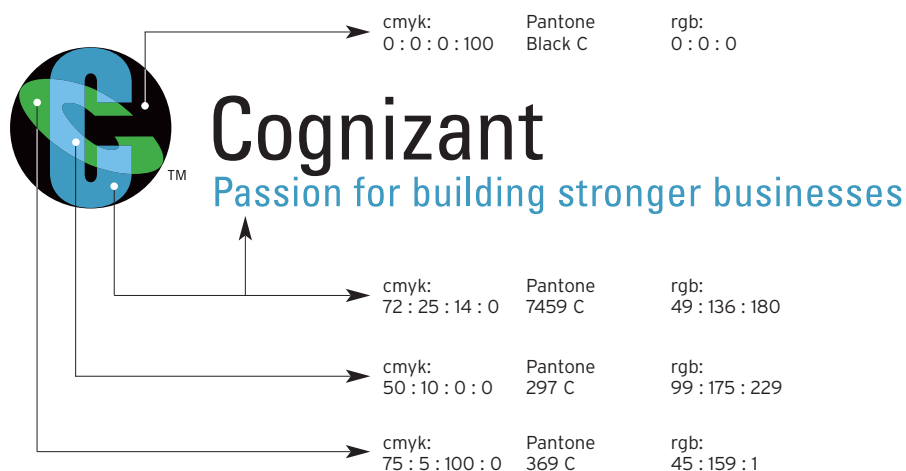 cmyk: Pantone rgb:
0 : 0 : 0 : 100 Black C 0 : 0 : 0
Cognizant
TM
Passion for building stronger businesses
cmyk: Pantone rgb:
72 : 25 : 14 : 0 7459 C 49 : 136 : 180
cmyk: Pantone rgb:
50 : 10 : 0 : 0 297 C 99 : 175 : 229
cmyk: Pantone rgb:
75 : 5 : 100 : 0 369 C 45 : 159 : 1